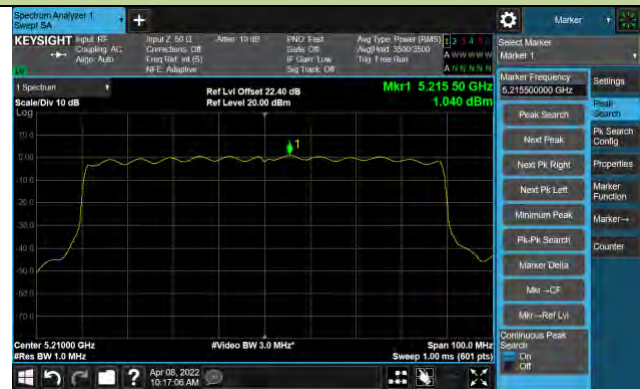 Spectrum Analyzer 1
Swept SA
Marker
KEYSIGHT Input: RF
Coupling: AC
Align: Auto
Input Z: 50 Ω
Corrections: Off
Freq Ref: Int (S)
NFE: Adaptive
Atten: 10 dB
PNO: Fast
Gate: Off
IF Gain: Low
Sig Track: Off
Avg Type: Power (RMS)
Avg|Hold: 3500/3500
Trig: Free Run
1 2 3 4 5 6
A W W W W W
A N N N N N
Select Marker
Marker 1
1 Spectrum
Scale/Div 10 dB
Log
Ref Lvl Offset 22.40 dB
Ref Level 20.00 dBm
Mkr1 5.215 50 GHz
1.040 dBm
1
10.0
0.00
-10.0
-20.0
-30.0
-40.0
-50.0
-60.0
-70.0
Center 5.21000 GHz
#Res BW 1.0 MHz
#Video BW 3.0 MHz*
Span 100.0 MHz
Sweep 1.00 ms (601 pts)
Marker Frequency
5.215500000 GHz
Peak Search
Next Peak
Next Pk Right
Next Pk Left
Minimum Peak
Pk-Pk Search
Marker Delta
Mkr→CF
Mkr→Ref Lvl
Continuous Peak
Search
On
Off
Settings
Peak
Search
Pk Search
Config
Properties
Marker
Function
Marker→
Counter
Apr 08, 2022
10:17:06 AM